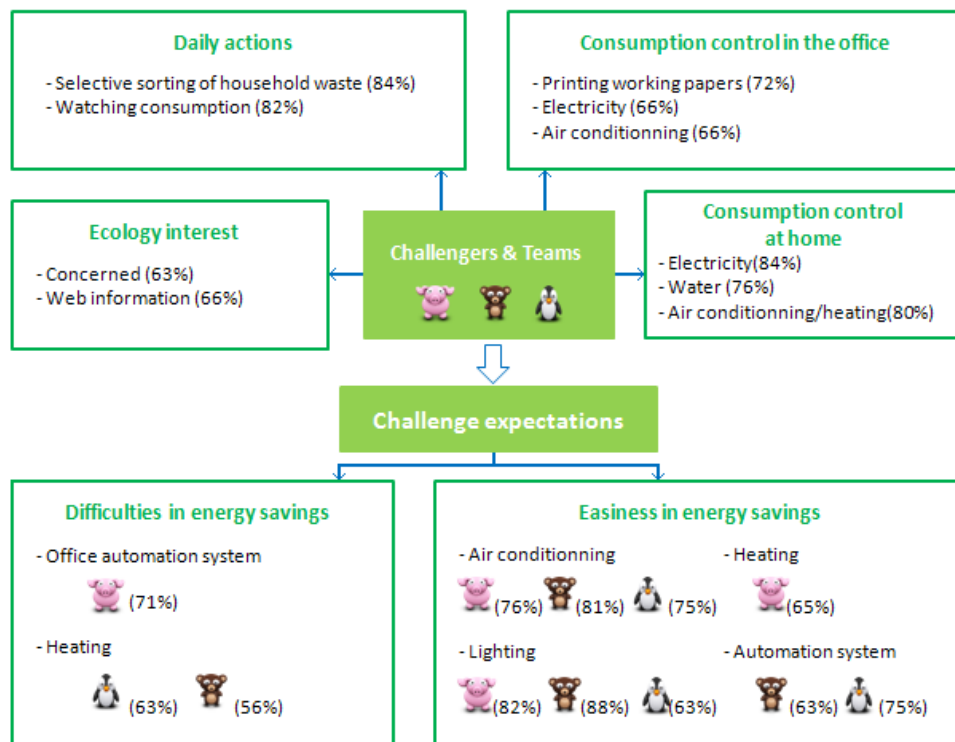 Daily actions
- Selective sorting of household waste (84%)
- Watching consumption (82%)
Consumption control in the office
- Printing working papers (72%)
- Electricity (66%)
- Air conditionning (66%)
Ecology interest
- Concerned (63%)
- Web information (66%)
Challengers & Teams
Consumption control
at home
- Electricity(84%)
- Water (76%)
- Air conditionning/heating(80%)
Challenge expectations
Difficulties in energy savings
- Office automation system
(71%)
- Heating
(63%) (56%)
Easiness in energy savings
- Air conditionning
(76%) (81%) (75%)
- Heating
(65%)
- Lighting
(82%) (88%) (63%)
- Automation system
(63%) (75%)